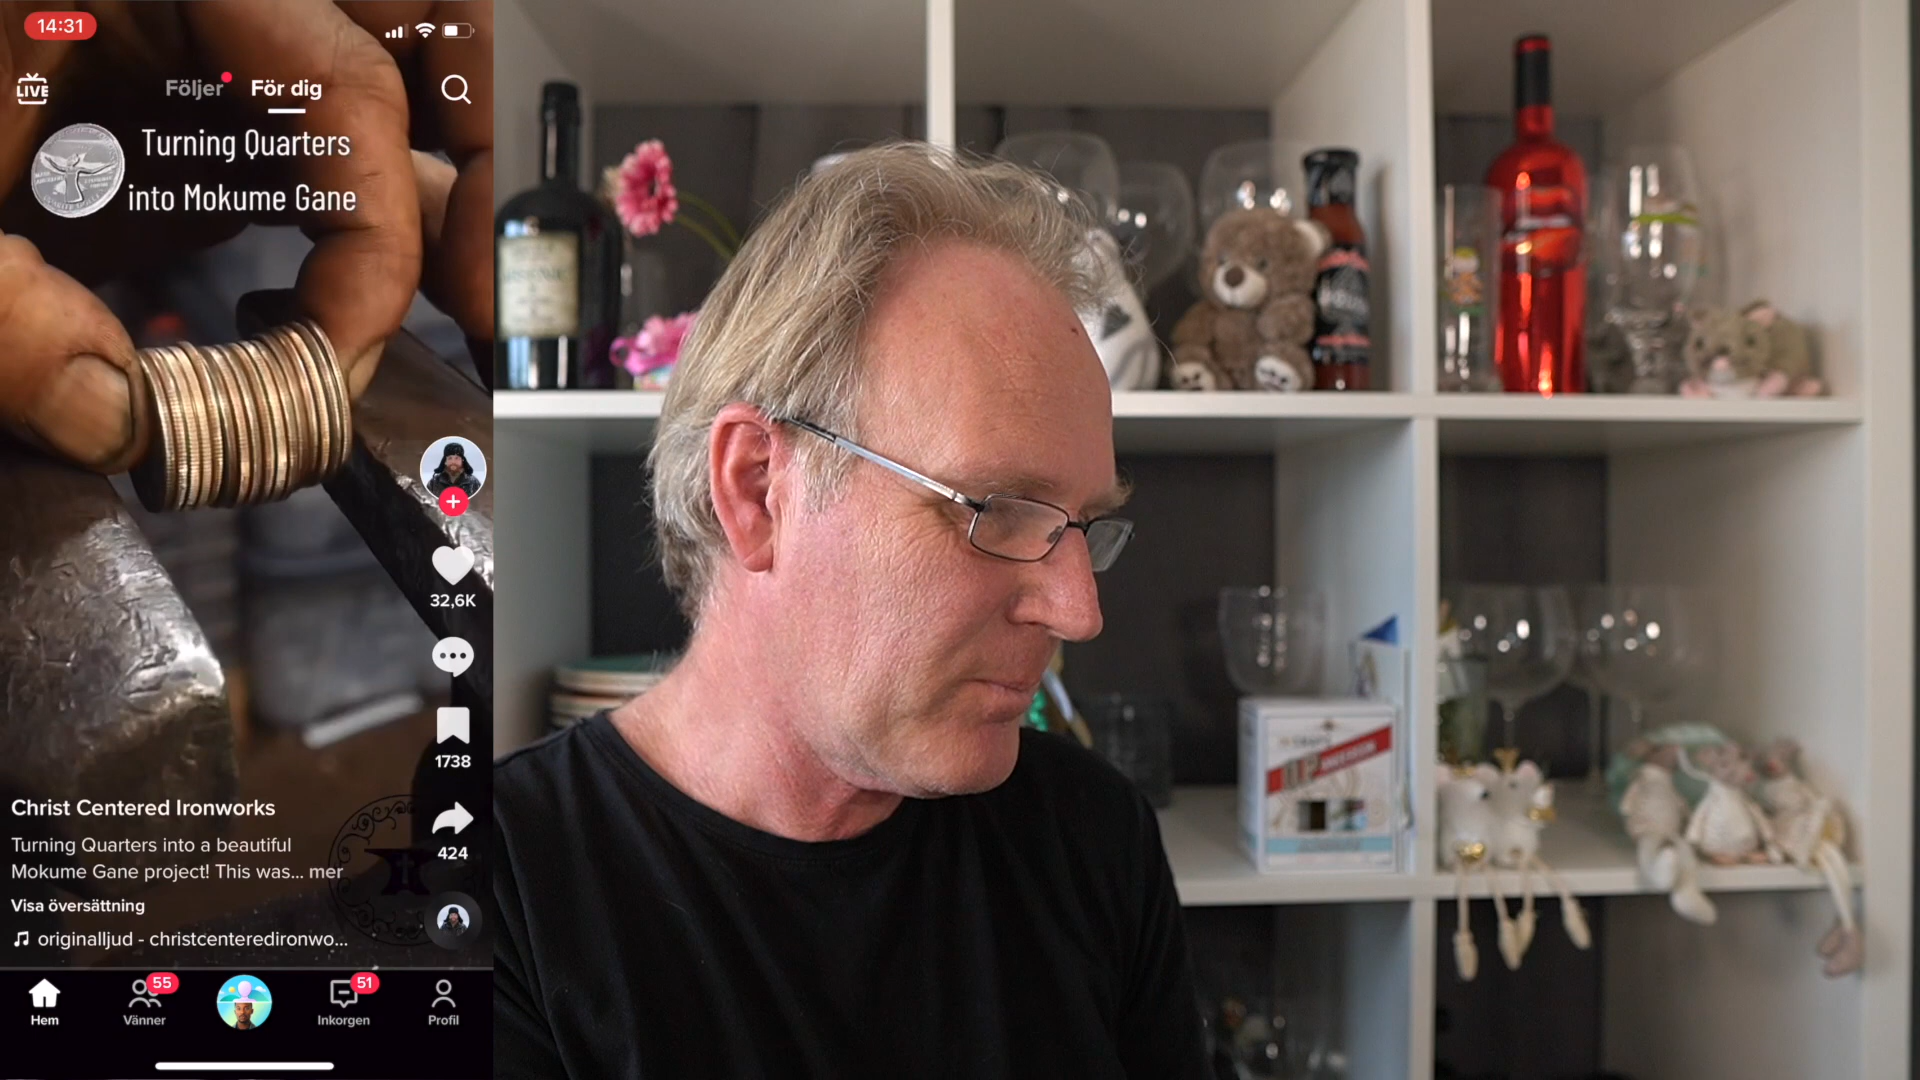 14:31
LIVE
Följer
För dig
Turning Quarters
into Mokume Gane
32,6K
1738
424
Christ Centered Ironworks
Turning Quarters into a beautiful
Mokume Gane project! This was... mer
Visa översättning
originalljud - christcenteredironwo...
55
51
Hem
Vänner
Inkorgen
Profil